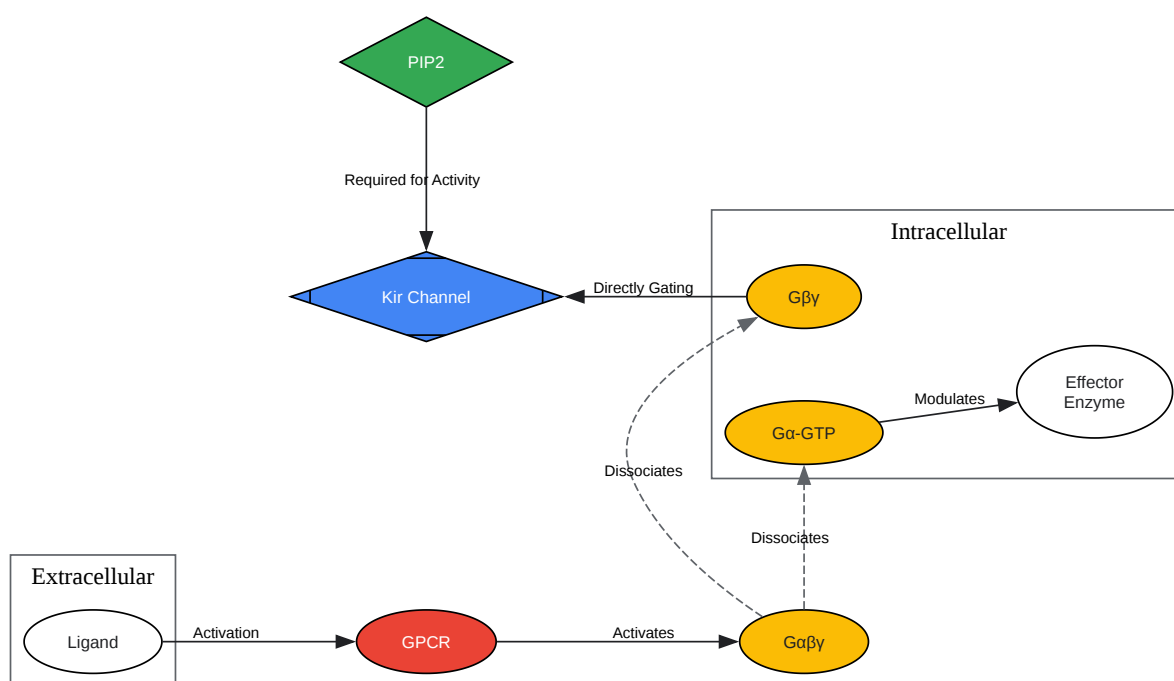 PIP2
Required for Activity
Intracellular
Kir Channel
Directly Gating
Gβγ
Effector
Enzyme
Modulates
Gα-GTP
Dissociates
Dissociates
Extracellular
Ligand
Activation
GPCR
Activates
Gαβγ